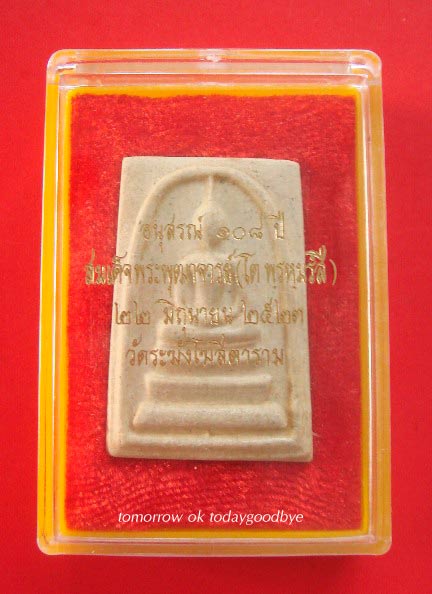 อนุสรณ์ ๑๐๘ ปี
สมเด็จพระพุฒาจารย์(โต พรหมรังสี)
๒๒ มิถุนายน ๒๕๒๓
วัดระฆังโฆสิตาราม
tomorrow ok todaygoodbye